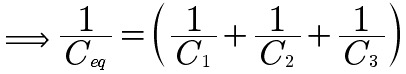 ⟹ 1/C_eq = (1/C_1 + 1/C_2 + 1/C_3)